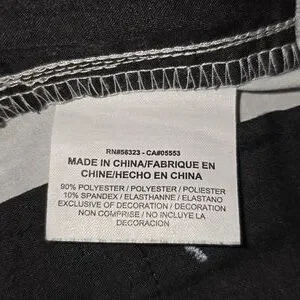 RN#56323 - CA#05553
MADE IN CHINA/FABRIQUE EN
CHINE/HECHO EN CHINA
90% POLYESTER / POLYESTER / POLIESTER
10% SPANDEX / ELASTHANNE / ELASTANO
EXCLUSIVE OF DECORATION / DECORATION
NON COMPRISE / NO INCLUYE LA
DECORACION